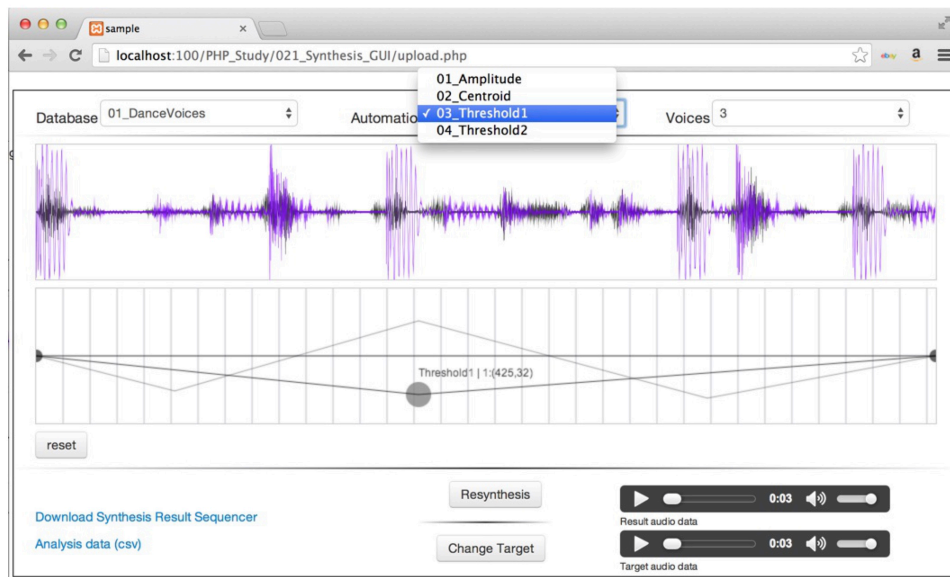 sample
localhost:100/PHP_Study/021_Synthesis_GUI/upload.php
ebay a
01_Amplitude
02_Centroid
✓ 03_Threshold1
04_Threshold2
Database 01_DanceVoices
Automatio
Voices 3
Threshold1 | 1:(425,32)
reset
Resynthesis
0:03
Result audio data
Download Synthesis Result Sequencer
Analysis data (csv)
Change Target
0:03
Target audio data